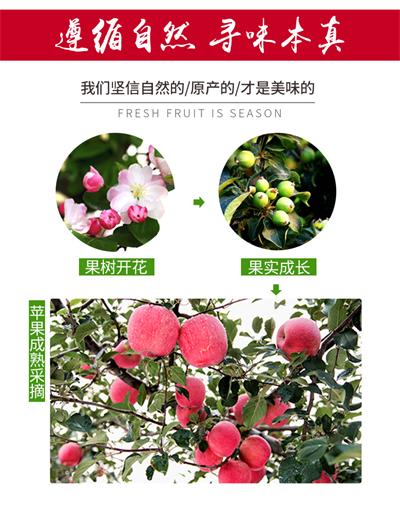 遵循自然 寻味本真
我们坚信自然的/原产的/才是美味的
FRESH FRUIT IS SEASON
果树开花
果实成长
苹果成熟采摘